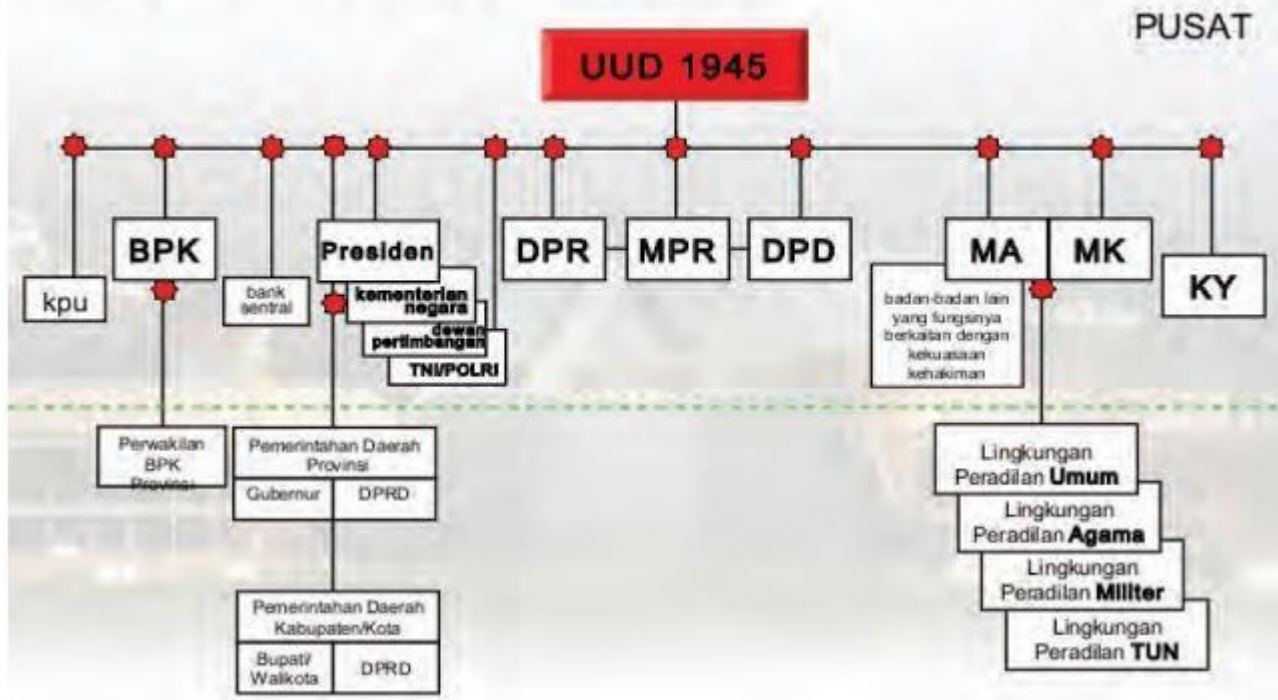 PUSAT
UUD 1945
kpu
BPK
bank
sentral
Presiden
kementerian
negara
dewan
pertimbangan
TNI/POLRI
DPR
MPR
DPD
MA
MK
KY
badan-badan lain
yang fungsinya
berkaitan dengan
kekuasaan
kehakiman
Perwakilan
BPK
Provinsi
Pemerintahan Daerah
Provinsi
Gubernur
DPRD
Pemerintahan Daerah
Kabupaten/Kota
Bupati/
Walikota
DPRD
Lingkungan
Peradilan Umum
Lingkungan
Peradilan Agama
Lingkungan
Peradilan Militer
Lingkungan
Peradilan TUN